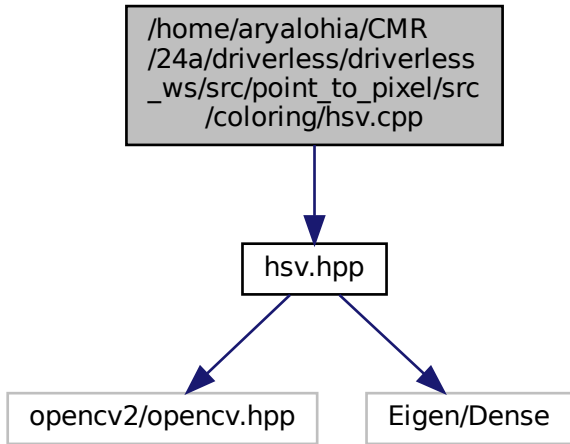 /home/aryalohia/CMR
/24a/driverless/driverless
_ws/src/point_to_pixel/src
/coloring/hsv.cpp
hsv.hpp
opencv2/opencv.hpp
Eigen/Dense